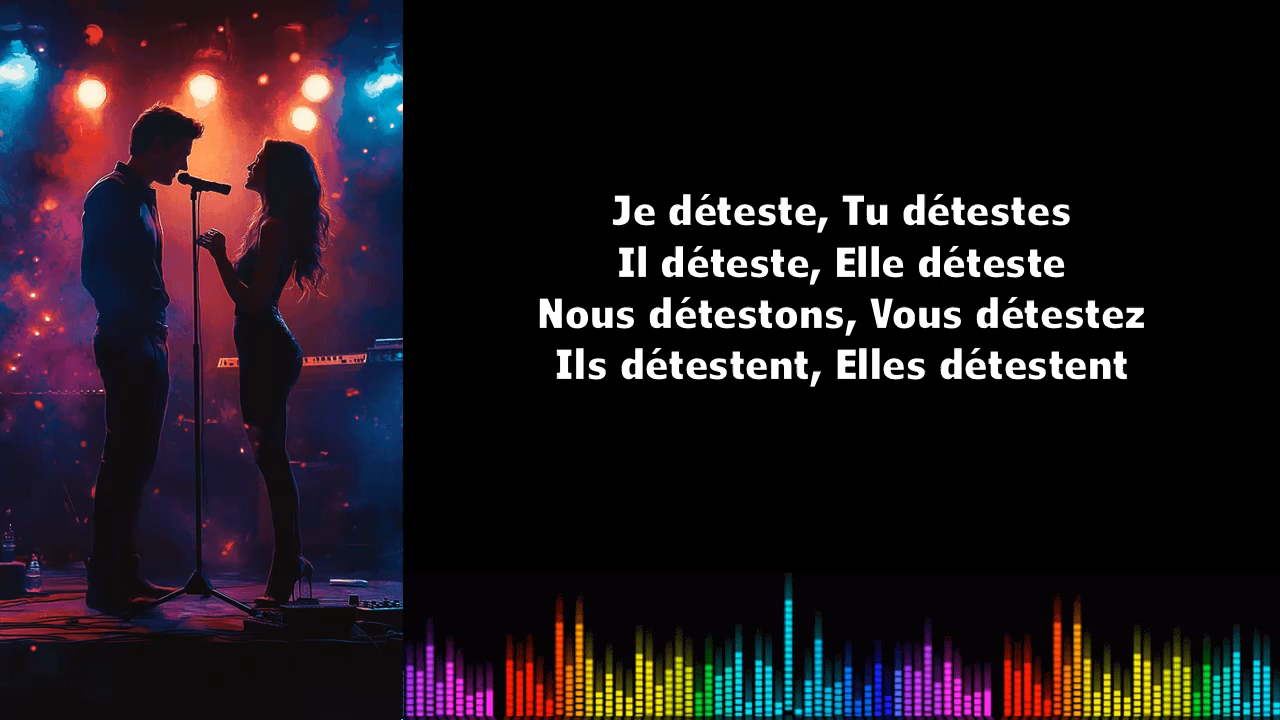 Je déteste, Tu détestes
Il déteste, Elle déteste
Nous détestons, Vous détestez
Ils détestent, Elles détestent